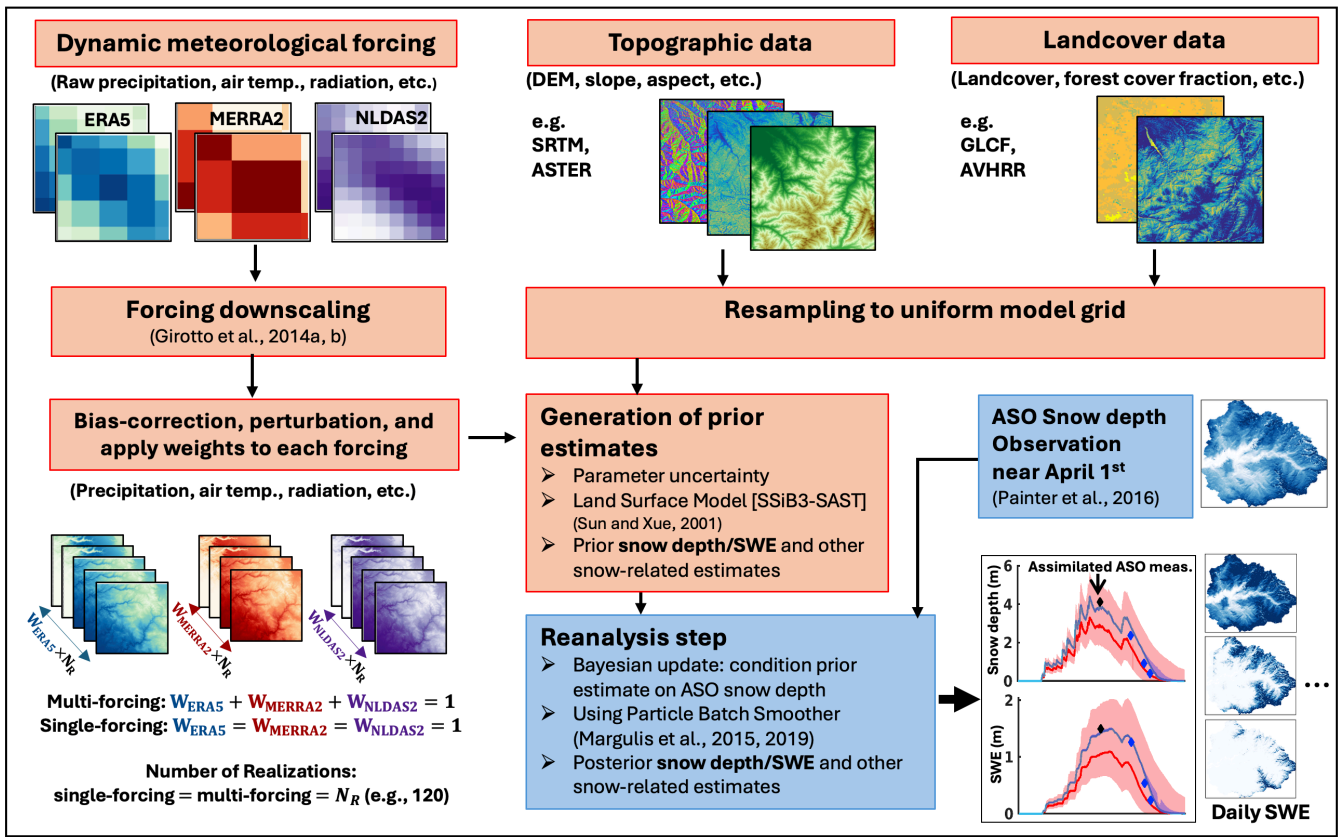 Dynamic meteorological forcing
(Raw precipitation, air temp., radiation, etc.)
ERA5
MERRA2
NLDAS2
Topographic data
(DEM, slope, aspect, etc.)
e.g.
SRTM,
ASTER
Landcover data
(Landcover, forest cover fraction, etc.)
e.g.
GLCF,
AVHRR
Forcing downscaling
(Girotto et al., 2014a, b)
Resampling to uniform model grid
Bias-correction, perturbation, and
apply weights to each forcing
(Precipitation, air temp., radiation, etc.)
W_ERA5 ×N_R
W_MERRA2 ×N_R
W_NLDAS2 ×N_R
Multi-forcing: W_ERA5 + W_MERRA2 + W_NLDAS2 = 1
Single-forcing: W_ERA5 = W_MERRA2 = W_NLDAS2 = 1
Number of Realizations:
single-forcing = multi-forcing = N_R (e.g., 120)
Generation of prior
estimates
➢ Parameter uncertainty
➢ Land Surface Model [SSiB3-SAST]
(Sun and Xue, 2001)
➢ Prior snow depth/SWE and other
snow-related estimates
ASO Snow depth
Observation
near April 1st
(Painter et al., 2016)
Reanalysis step
➢ Bayesian update: condition prior
estimate on ASO snow depth
➢ Using Particle Batch Smoother
(Margulis et al., 2015, 2019)
➢ Posterior snow depth/SWE and other
snow-related estimates
Assimilated ASO meas.
Snow depth (m)
6
4
2
0
SWE (m)
2
1
0
...
Daily SWE